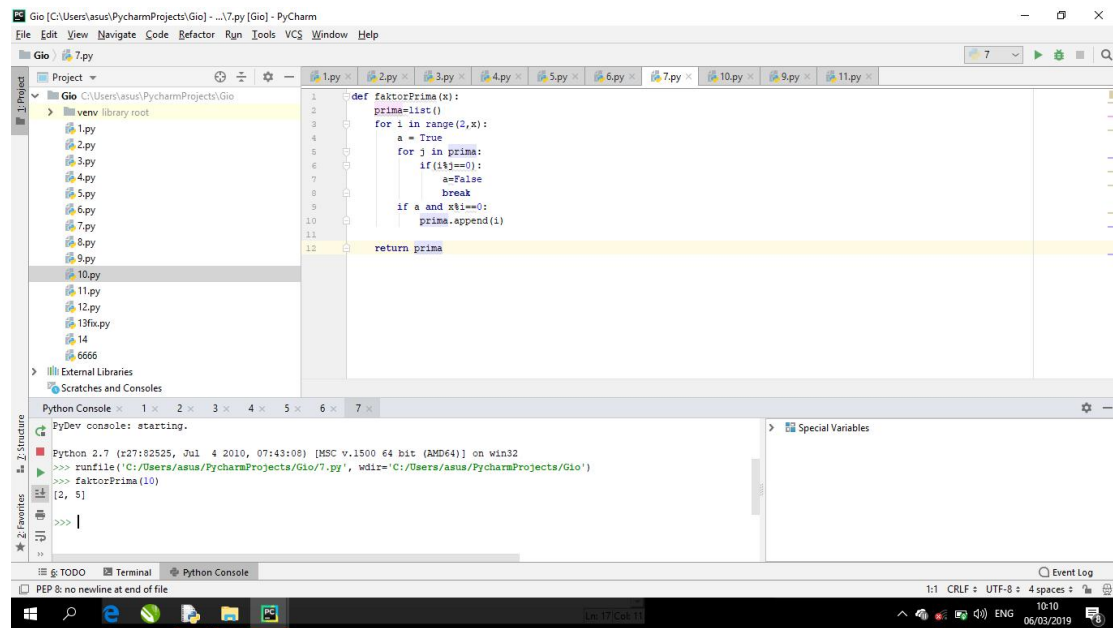 Gio [C:\Users\asus\PycharmProjects\Gio] - ...\7.py [Gio] - PyCharm
File Edit View Navigate Code Refactor Run Tools VCS Window Help
Gio 7.py 7
1: Project
Project
1.py 2.py 3.py 4.py 5.py 6.py 7.py 10.py 9.py 11.py
Gio C:\Users\asus\PycharmProjects\Gio
venv library root
1.py
2.py
3.py
4.py
5.py
6.py
7.py
8.py
9.py
10.py
11.py
12.py
13fix.py
14
6666
External Libraries
Scratches and Consoles
1 def faktorPrima(x):
2 prima=list()
3 for i in range(2,x):
4 a = True
5 for j in prima:
6 if(i%j==0):
7 a=False
8 break
9 if a and x%i==0:
10 prima.append(i)
11
12 return prima
Python Console 1 2 3 4 5 6 7
7: Structure
2: Favorites
PyDev console: starting.
Python 2.7 (r27:82525, Jul 4 2010, 07:43:08) [MSC v.1500 64 bit (AMD64)] on win32
>>> runfile('C:/Users/asus/PycharmProjects/Gio/7.py', wdir='C:/Users/asus/PycharmProjects/Gio')
>>> faktorPrima(10)
[2, 5]
>>>
Special Variables
6: TODO Terminal Python Console Event Log
PEP 8: no newline at end of file 1:1 CRLF UTF-8 4 spaces
Ln: 17 Col: 11
ENG
10:10
06/03/2019
8